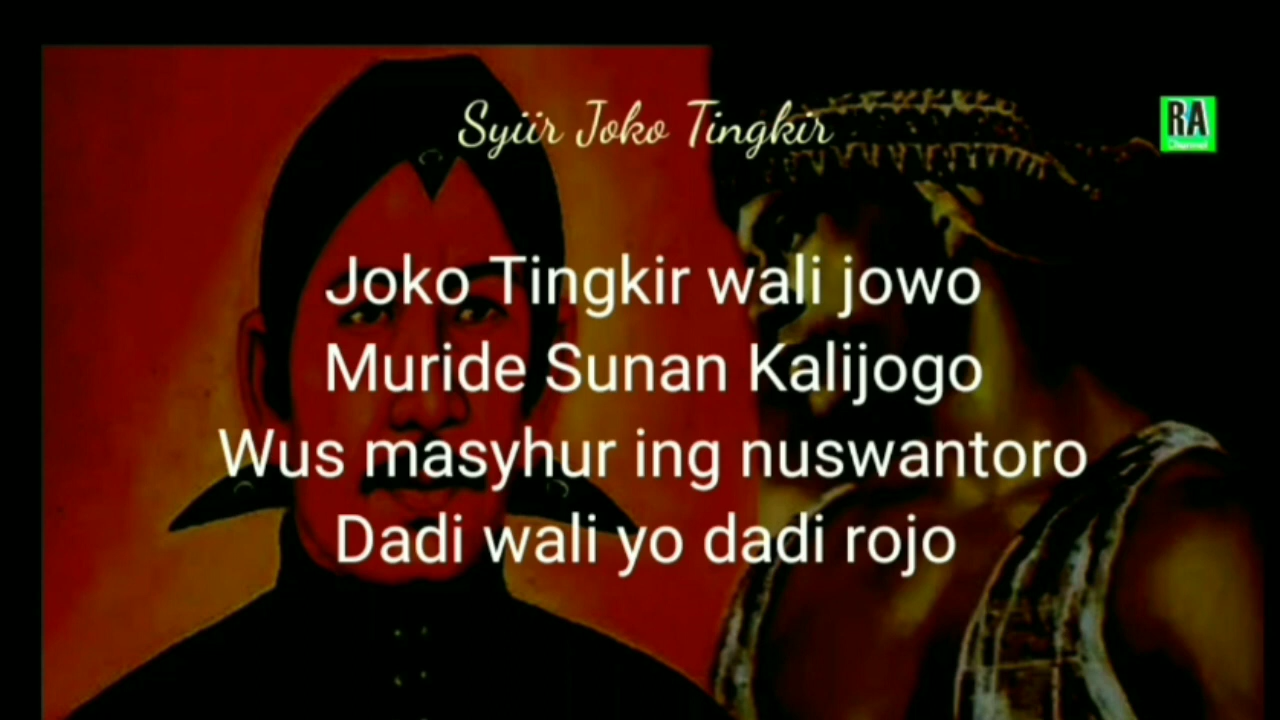 Syiir Joko Tingkir
RA
Channel
Joko Tingkir wali jowo
Muride Sunan Kalijogo
Wus masyhur ing nuswantoro
Dadi wali yo dadi rojo